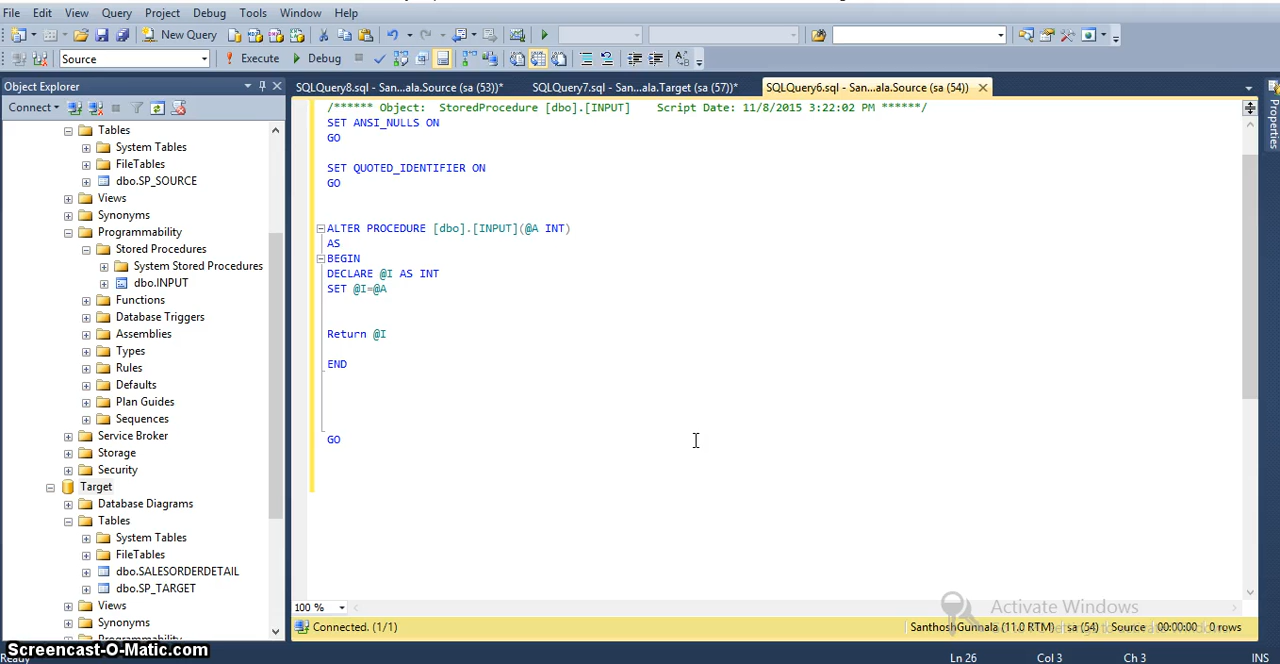 File Edit View Query Project Debug Tools Window Help
New Query
Source Execute Debug
Object Explorer
SQLQuery8.sql - San...ala.Source (sa (53))* SQLQuery7.sql - San...ala.Target (sa (57))* SQLQuery6.sql - San...ala.Source (sa (54))
Properties
Connect
Tables
System Tables
FileTables
dbo.SP_SOURCE
Views
Synonyms
Programmability
Stored Procedures
System Stored Procedures
dbo.INPUT
Functions
Database Triggers
Assemblies
Types
Rules
Defaults
Plan Guides
Sequences
Service Broker
Storage
Security
Target
Database Diagrams
Tables
System Tables
FileTables
dbo.SALESORDERDETAIL
dbo.SP_TARGET
Views
Synonyms
Programmability
/****** Object:  StoredProcedure [dbo].[INPUT]    Script Date: 11/8/2015 3:22:02 PM ******/
SET ANSI_NULLS ON
GO
SET QUOTED_IDENTIFIER ON
GO
ALTER PROCEDURE [dbo].[INPUT](@A INT)
AS
BEGIN
DECLARE @I AS INT
SET @I=@A
Return @I
END
GO
100 %
Activate Windows
Connected. (1/1) (11.0 RTM) sa (54) Source 00:00:00 0 rows
Screencast-O-Matic.com
Ready Ln 26 Col 3 Ch 3 INS